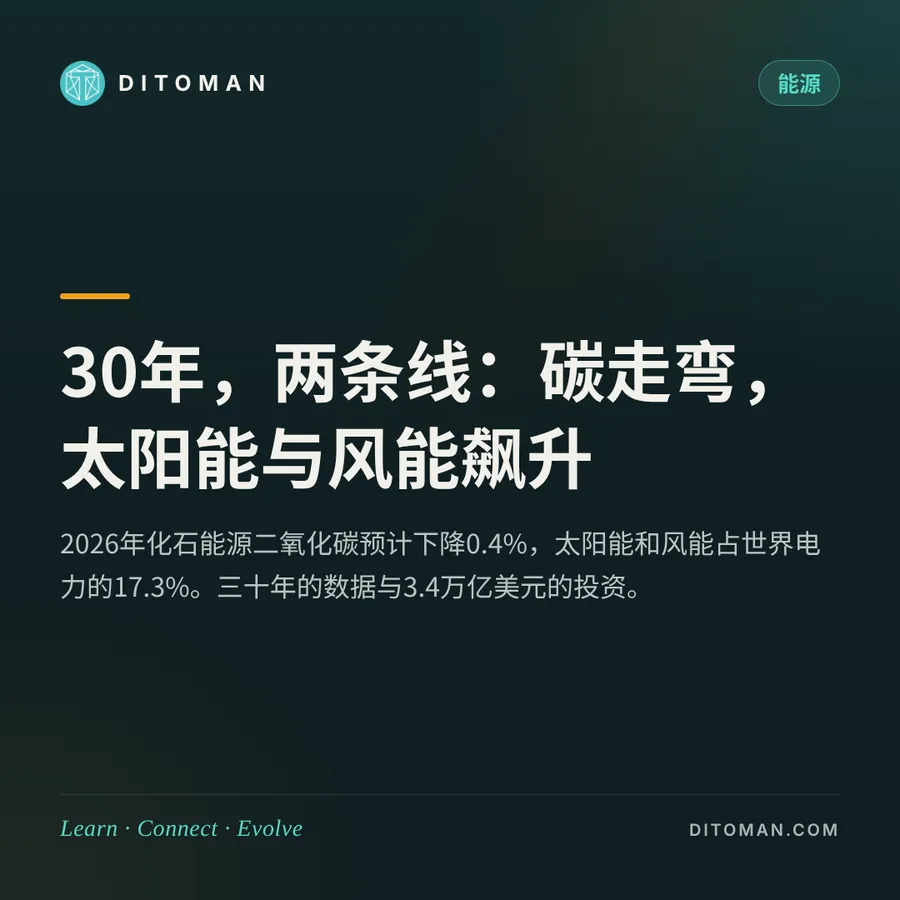 DITOMAN
能源
30年，两条线：碳走弯，
太阳能与风能飙升
2026年化石能源二氧化碳预计下降0.4%，太阳能和风能占世界电
力的17.3%。三十年的数据与3.4万亿美元的投资。
Learn · Connect · Evolve
DITOMAN.COM